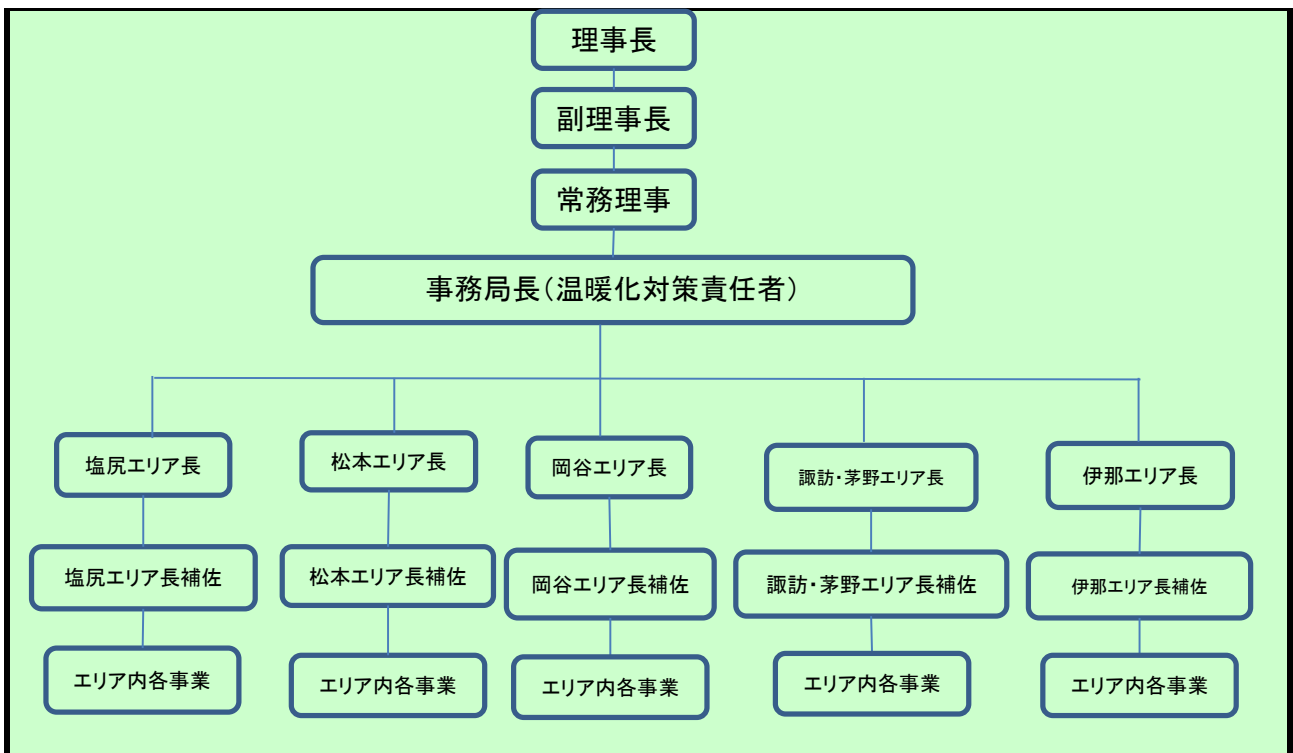 理事長
副理事長
常務理事
事務局長（温暖化対策責任者）
塩尻エリア長
松本エリア長
岡谷エリア長
諏訪・茅野エリア長
伊那エリア長
塩尻エリア長補佐
松本エリア長補佐
岡谷エリア長補佐
諏訪・茅野エリア長補佐
伊那エリア長補佐
エリア内各事業
エリア内各事業
エリア内各事業
エリア内各事業
エリア内各事業